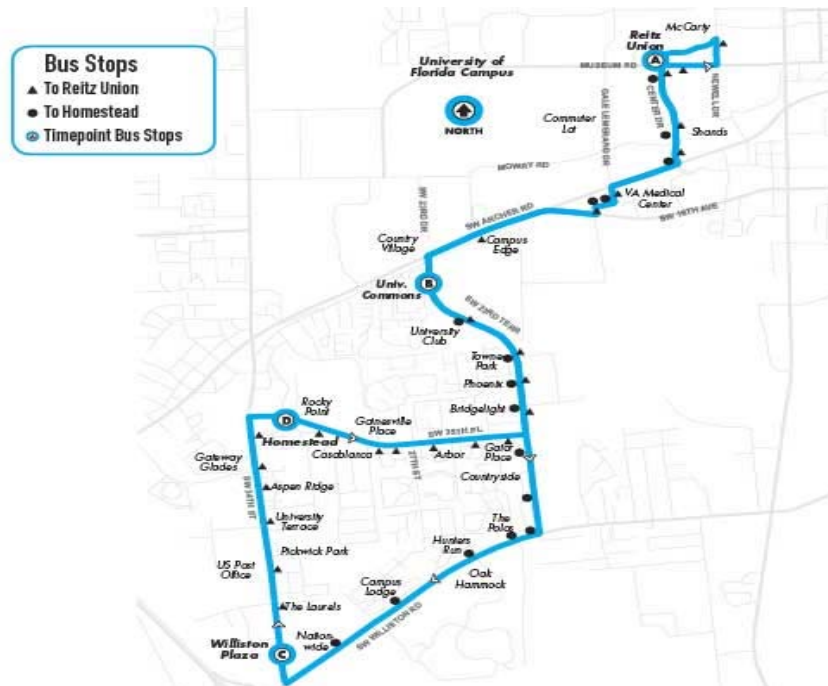 McCarty
Reitz
Union
A
MUSEUM RD
NEWELL DR
Bus Stops
To Reitz Union
To Homestead
Timepoint Bus Stops
University of
Florida Campus
NORTH
CENTER DR
Commuter
Lot
Shands
MOWRY RD
VA Medical
Center
SW 16TH AVE
SW ARCHER RD
SW 23RD DR
Country
Village
Campus
Edge
B
Univ.
Commons
SW 23RD TERR
University
Club
Towne
Park
Phoenix
Bridgelight
D
Rocky
Point
Gainesville
Place
SW 35TH PL
Homestead
Casablanca
27TH ST
Arbor
Gata
Place
Gateway
Glades
SW 34TH ST
Countryside
Aspen Ridge
University
Terrace
The
Polos
Hunters
Run
Pickwick Park
US Post
Office
Oak
Hammock
Campus
Lodge
The Laurels
SW WILLISTON RD
Williston
Plaza
C
Nation
wide